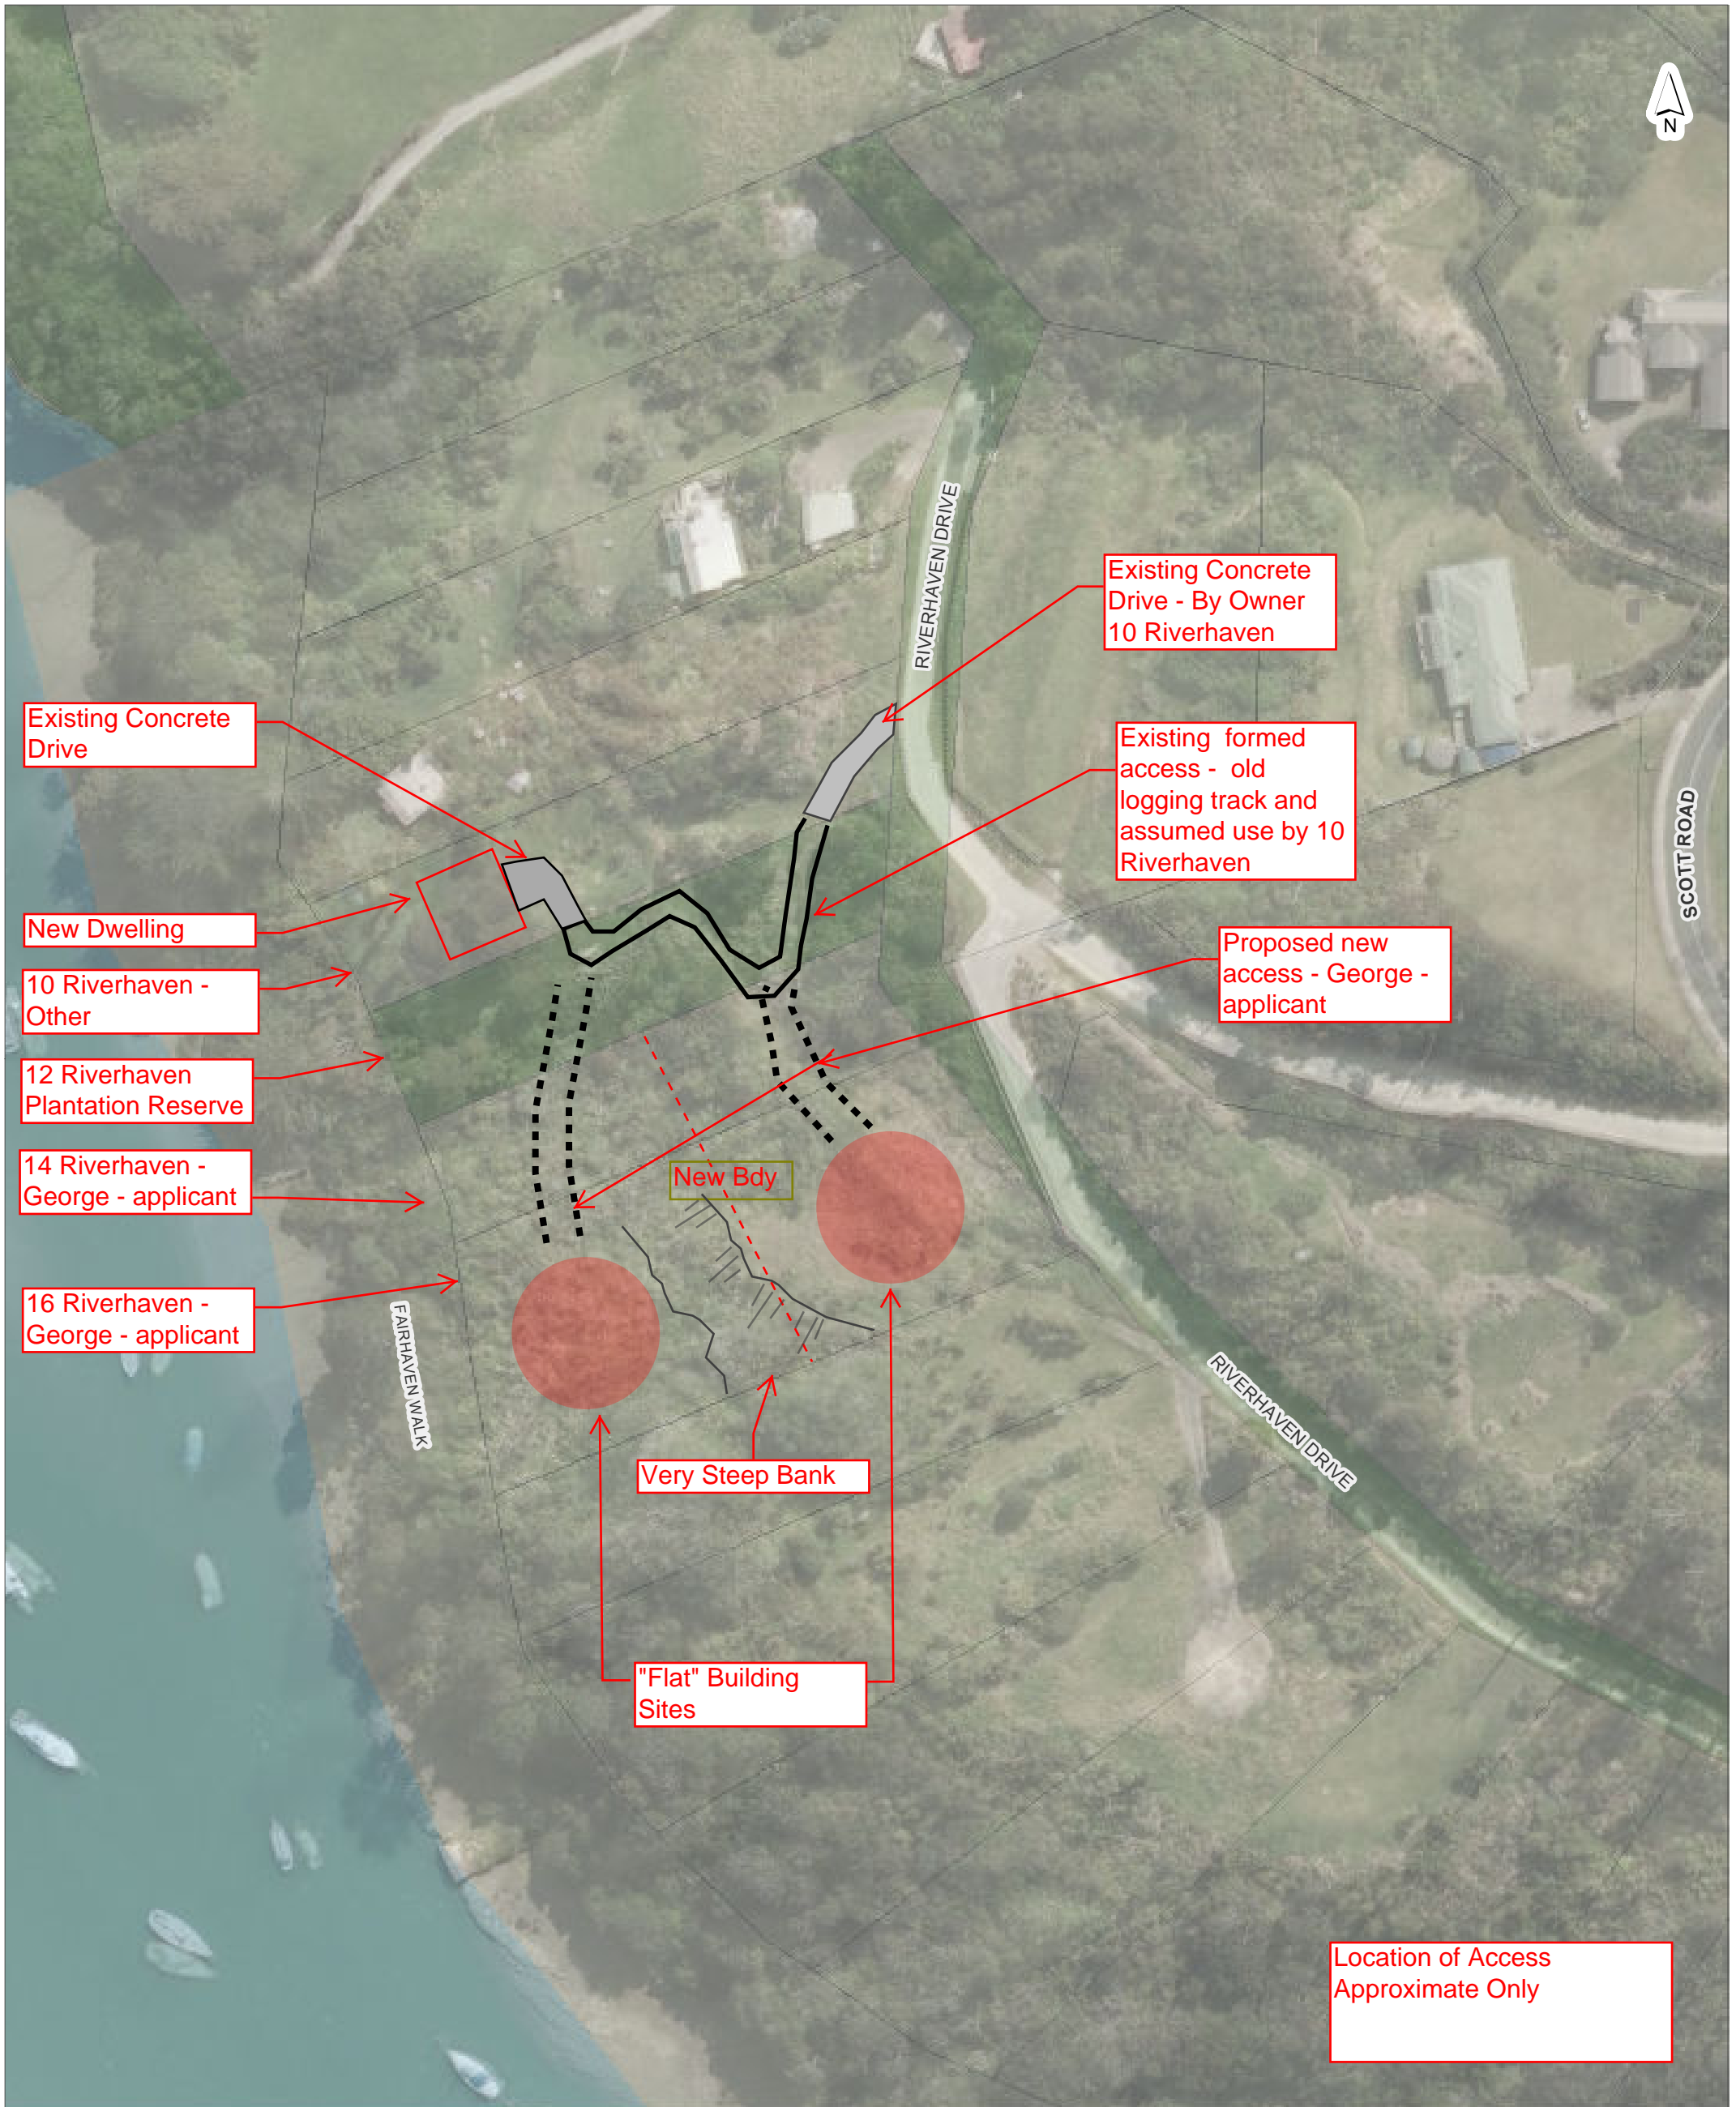 N
RIVERHAVEN DRIVE
Existing Concrete
Drive - By Owner
10 Riverhaven
Existing Concrete
Drive
Existing formed
access - old
logging track and
assumed use by 10
Riverhaven
SCOTT ROAD
New Dwelling
Proposed new
access - George -
applicant
10 Riverhaven -
Other
12 Riverhaven
Plantation Reserve
14 Riverhaven -
George - applicant
New Bdy
16 Riverhaven -
George - applicant
FAIRHAVEN WALK
RIVERHAVEN DRIVE
Very Steep Bank
"Flat" Building
Sites
Location of Access
Approximate Only